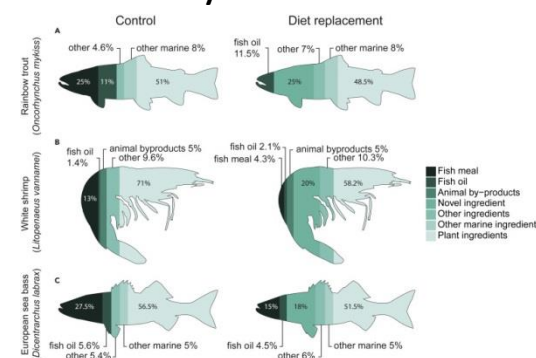 Control
Diet replacement
Rainbow trout
(Oncorhynchus mykiss)
A
other 4.6%
other marine 8%
25%
11%
51%
fish oil
11.5%
other 7%
other marine 8%
25%
48.5%
White shrimp
(Litopenaeus vannamei)
B
fish oil
1.4%
animal byproducts 5%
other 9.6%
13%
71%
fish oil 2.1%
fish meal 4.3%
animal byproducts 5%
other 10.3%
20%
58.2%
Fish meal
Fish oil
Animal by-products
Novel ingredient
Other ingredients
Other marine ingredient
Plant ingredients
European sea bass
Dicentrarchus labrax)
C
27.5%
56.5%
fish oil 5.6%
other 5.4%
other marine 5%
15%
18%
51.5%
fish oil 4.5%
other 6%
other marine 5%